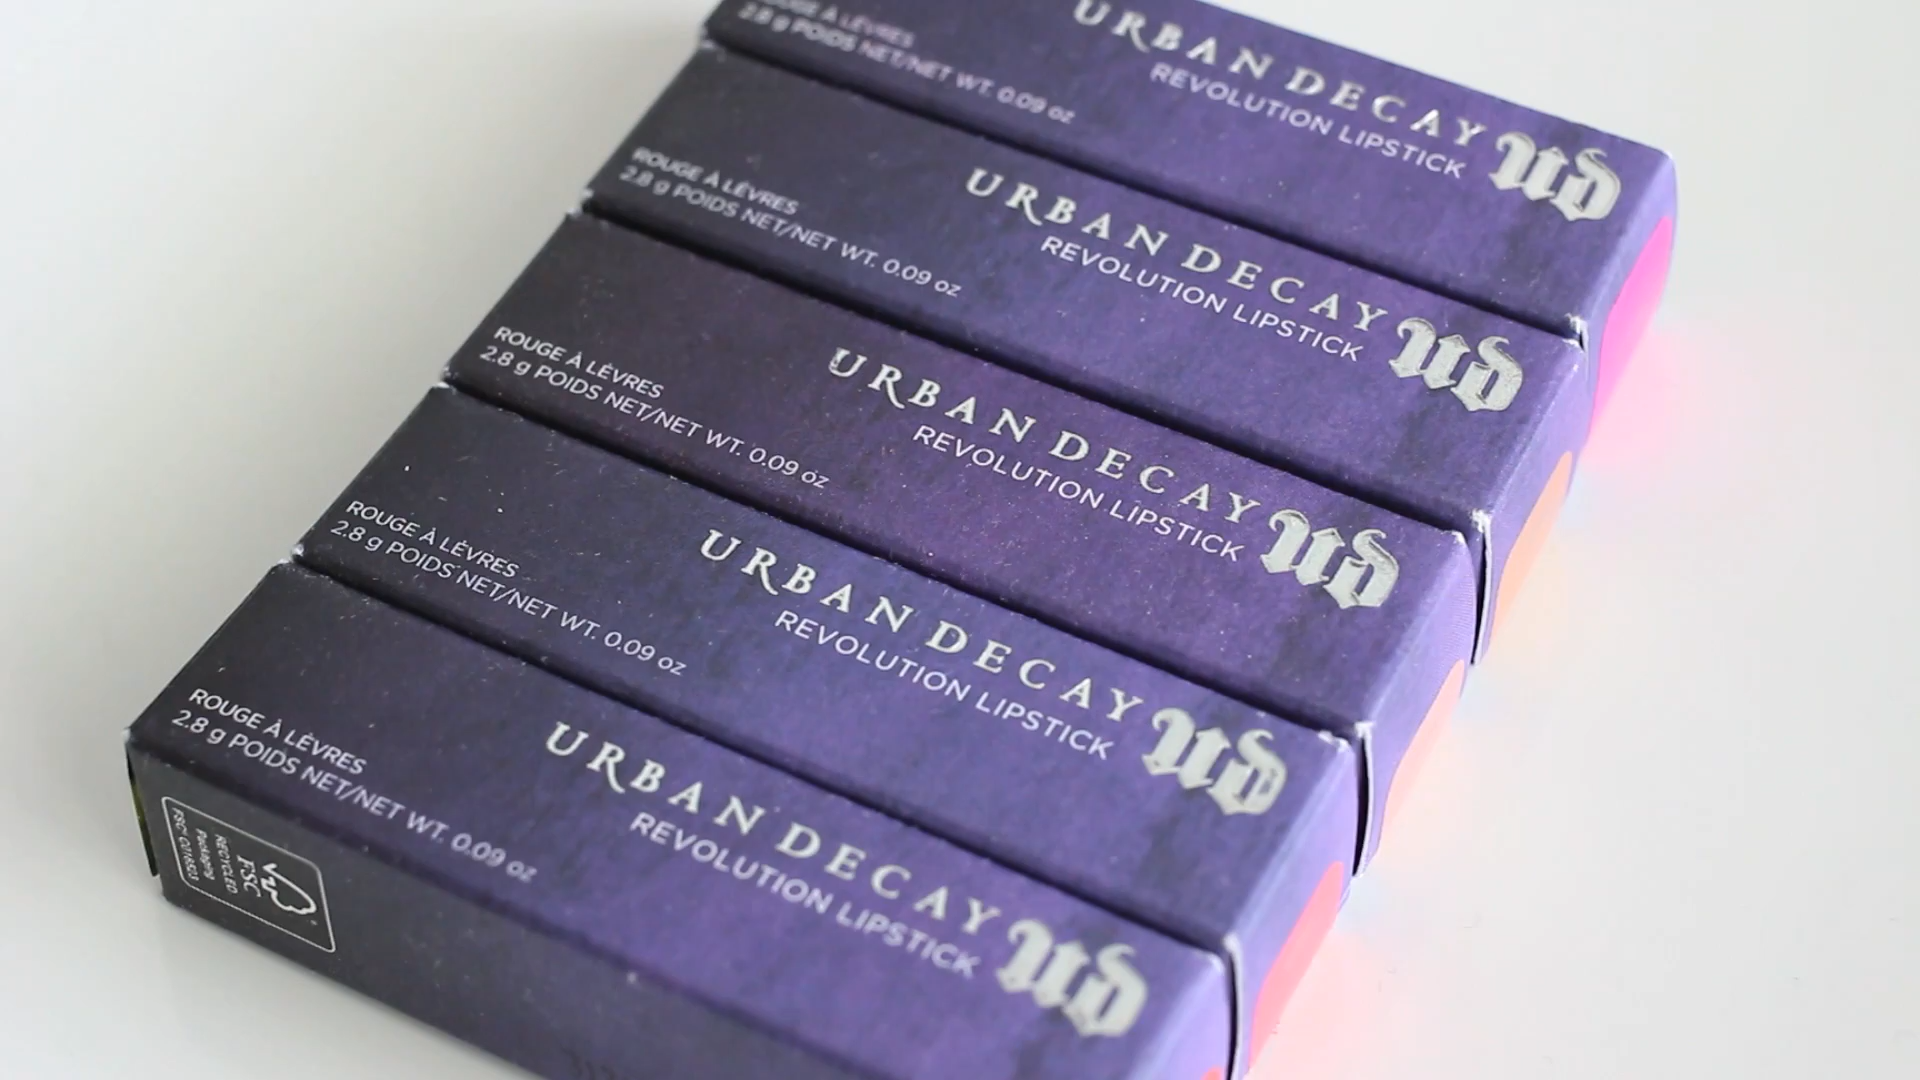 URBAN DECAY
REVOLUTION LIPSTICK
UD
ROUGE À LÈVRES
2.8 g POIDS NET/NET WT. 0.09 oz
URBAN DECAY
REVOLUTION LIPSTICK
UD
ROUGE À LÈVRES
2.8 g POIDS NET/NET WT. 0.09 oz
URBAN DECAY
REVOLUTION LIPSTICK
UD
ROUGE À LÈVRES
2.8 g POIDS NET/NET WT. 0.09 oz
URBAN DECAY
REVOLUTION LIPSTICK
UD
ROUGE À LÈVRES
2.8 g POIDS NET/NET WT. 0.09 oz
URBAN DECAY
REVOLUTION LIPSTICK
UD
ROUGE À LÈVRES
2.8 g POIDS NET/NET WT. 0.09 oz
FSC
RECYCLED
Packaging